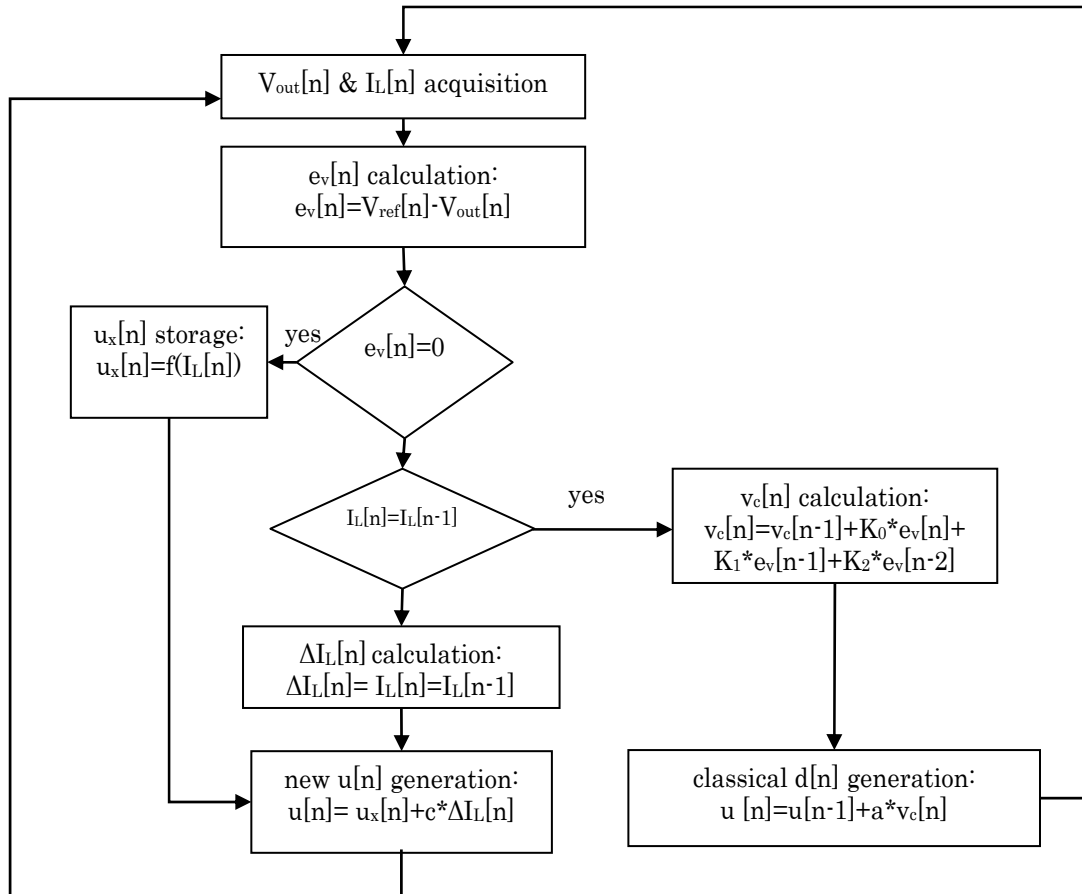 Vout[n] & IL[n] acquisition
ev[n] calculation:
ev[n]=Vref[n]-Vout[n]
ux[n] storage:
ux[n]=f(IL[n])
yes
ev[n]=0
IL[n]=IL[n-1]
yes
vc[n] calculation:
vc[n]=vc[n-1]+K0*ev[n]+
K1*ev[n-1]+K2*ev[n-2]
ΔIL[n] calculation:
ΔIL[n]= IL[n]=IL[n-1]
new u[n] generation:
u[n]= ux[n]+c*ΔIL[n]
classical d[n] generation:
u [n]=u[n-1]+a*vc[n]